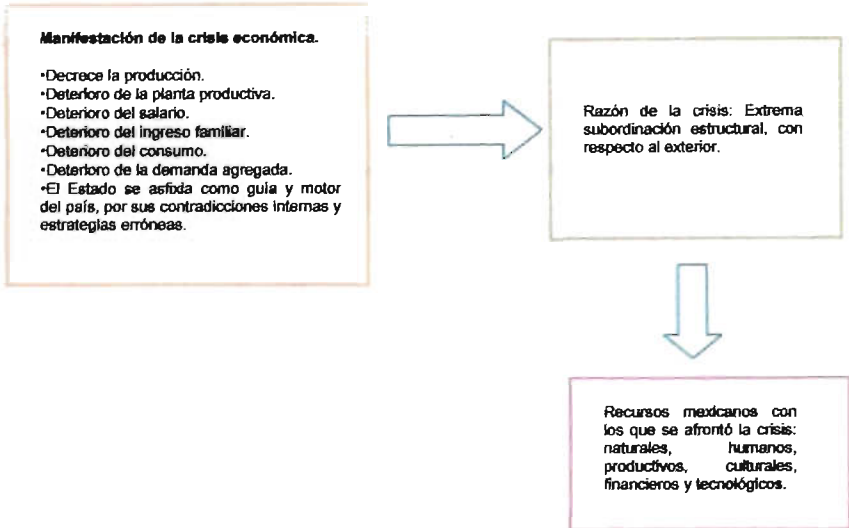 Manifestación de la crisis económica.
•Decrece la producción.
•Deterioro de la planta productiva.
•Deterioro del salario.
•Deterioro del ingreso familiar.
•Deterioro del consumo.
•Deterioro de la demanda agregada.
•El Estado se asfixia como guía y motor
del país, por sus contradicciones internas y
estrategias erróneas.
Razón de la crisis: Extrema
subordinación estructural, con
respecto al exterior.
Recursos mexicanos con
los que se afrontó la crisis:
naturales, humanos,
productivos, culturales,
financieros y tecnológicos.